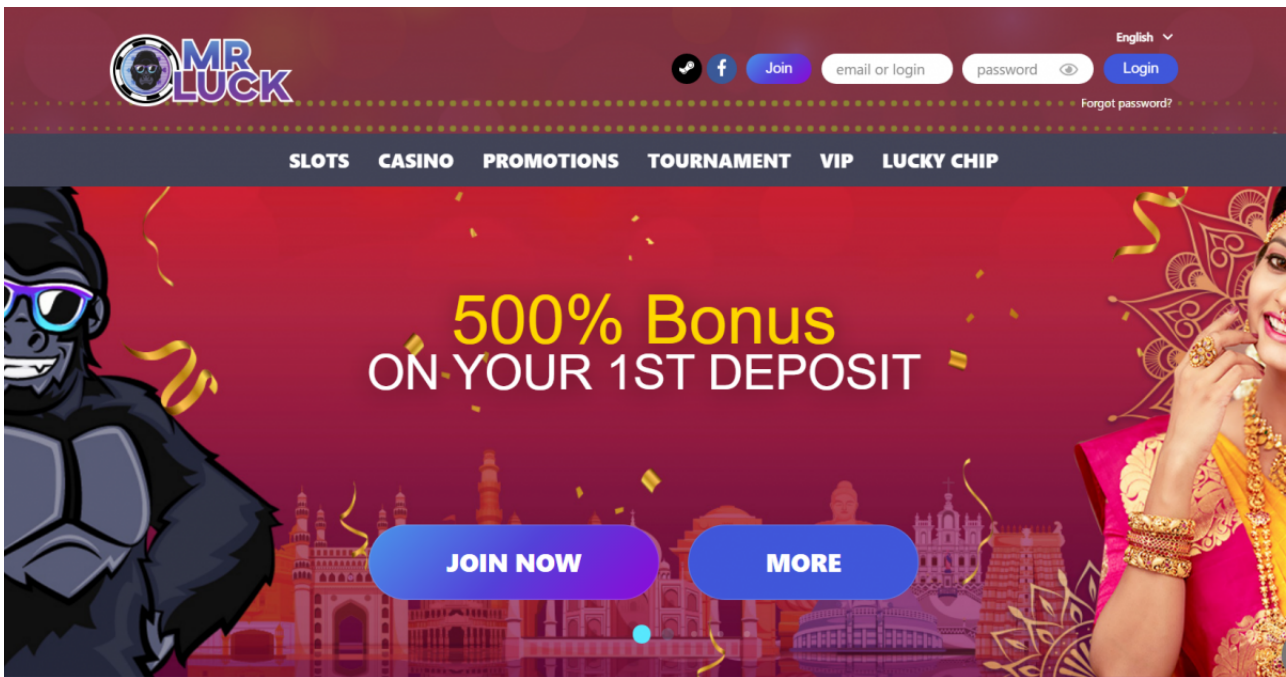 English
MR
LUCK
Join
email or login
password
Login
Forgot password?
SLOTS CASINO PROMOTIONS TOURNAMENT VIP LUCKY CHIP
500% Bonus
ON YOUR 1ST DEPOSIT
JOIN NOW
MORE